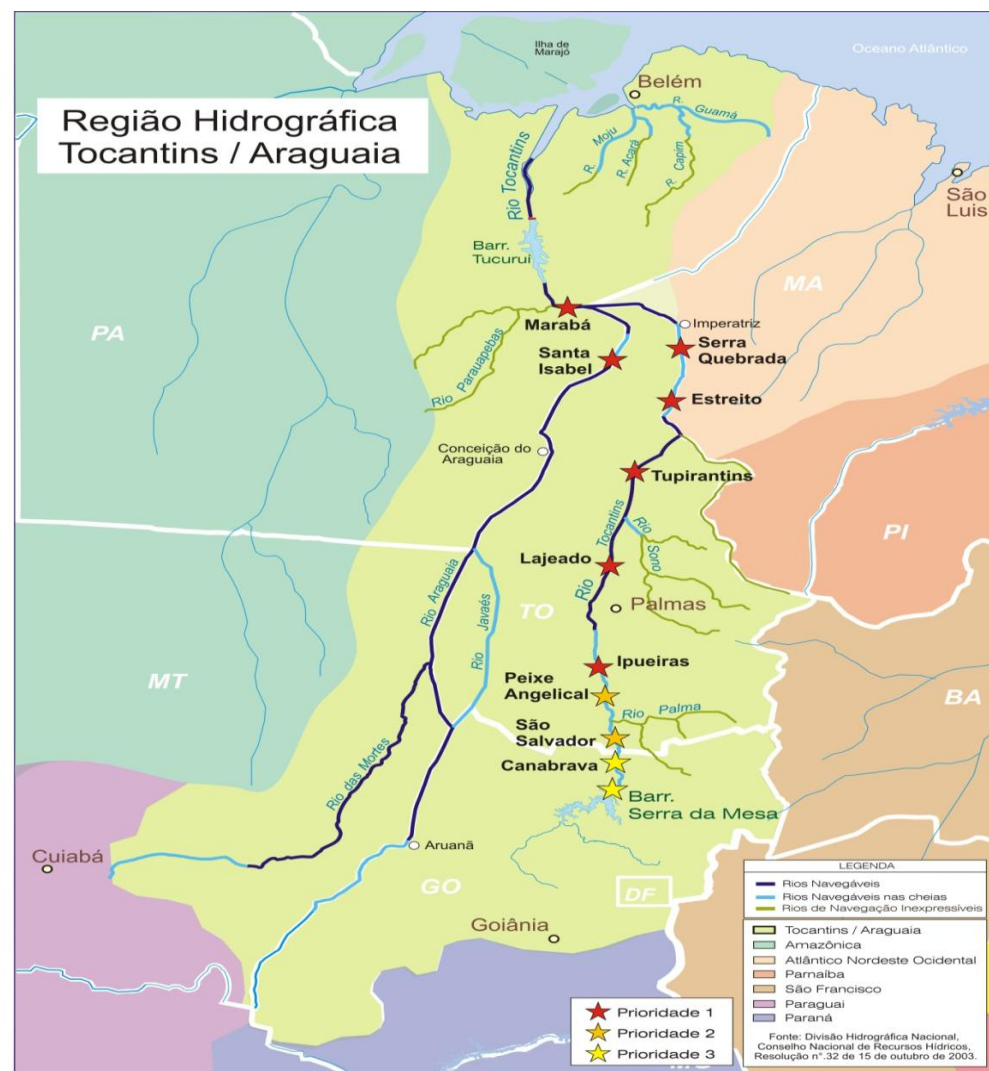 Ilha de
Marajó
Oceano Atlântico
Belém
Região Hidrográfica
Tocantins / Araguaia
R. Guamá
R. Moju
R. Acará
R. Capim
Rio Tocantins
São
Luis
Barr.
Tucurui
MA
PA
Marabá
Imperatriz
Santa
Isabel
Serra
Quebrada
Rio Parauapebas
Estreito
Conceição do
Araguaia
Tupirantins
PI
Rio Tocantins
Rio Sono
Lajeado
Rio Araguaia
Rio Javaés
TO
Palmas
Ipueiras
MT
Peixe
Angelical
BA
Rio Palma
São
Salvador
Canabrava
Rio das Mortes
Barr.
Serra da Mesa
Cuiabá
Aruanã
GO
DF
Goiânia
LEGENDA
Rios Navegáveis
Rios Navegáveis nas cheias
Rios de Navegação Inexpressíveis
Tocantins / Araguaia
Amazônica
Atlântico Nordeste Ocidental
Parnaíba
São Francisco
Paraguai
Paraná
Prioridade 1
Prioridade 2
Prioridade 3
Fonte: Divisão Hidrográfica Nacional,
Conselho Nacional de Recursos Hídricos,
Resolução n°.32 de 15 de outubro de 2003.